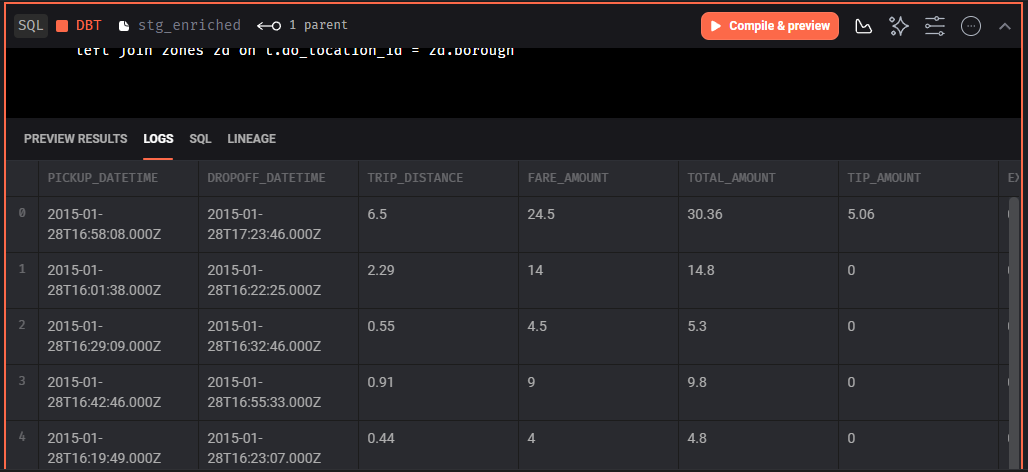 SQL DBT stg_enriched 1 parent Compile & preview
left join zones zd on t.do_location_id = zd.borough
PREVIEW RESULTS LOGS SQL LINEAGE
PICKUP_DATETIME DROPOFF_DATETIME TRIP_DISTANCE FARE_AMOUNT TOTAL_AMOUNT TIP_AMOUNT
0 2015-01- 2015-01- 6.5 24.5 30.36 5.06
28T16:58:08.000Z 28T17:23:46.000Z
1 2015-01- 2015-01- 2.29 14 14.8 0
28T16:01:38.000Z 28T16:22:25.000Z
2 2015-01- 2015-01- 0.55 4.5 5.3 0
28T16:29:09.000Z 28T16:32:46.000Z
3 2015-01- 2015-01- 0.91 9 9.8 0
28T16:42:46.000Z 28T16:55:33.000Z
4 2015-01- 2015-01- 0.44 4 4.8 0
28T16:19:49.000Z 28T16:23:07.000Z